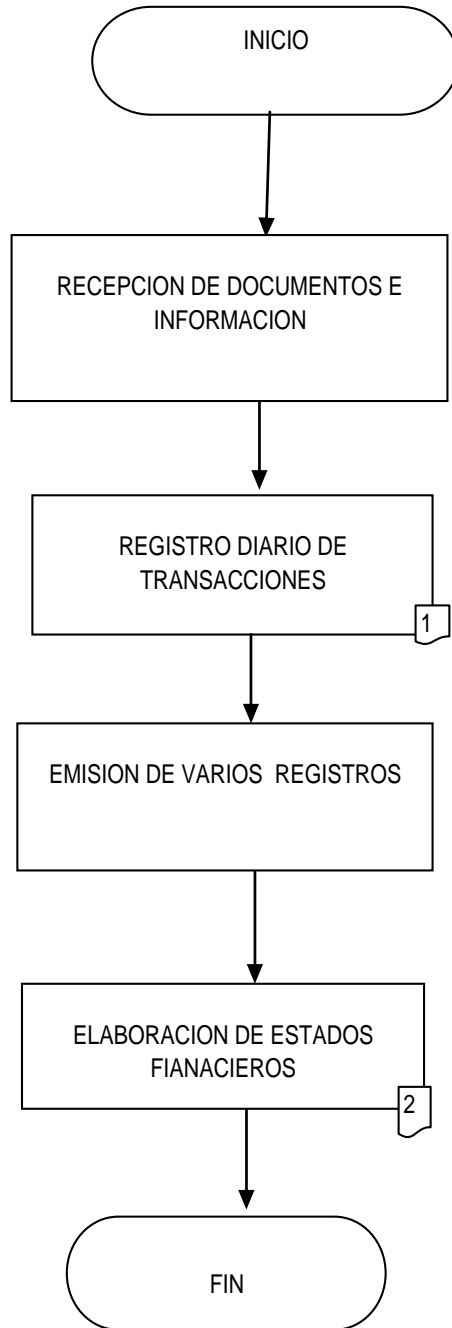 INICIO
RECEPCION DE DOCUMENTOS E
INFORMACION
REGISTRO DIARIO DE
TRANSACCIONES
1
EMISION DE VARIOS REGISTROS
ELABORACION DE ESTADOS
FIANACIEROS
2
FIN